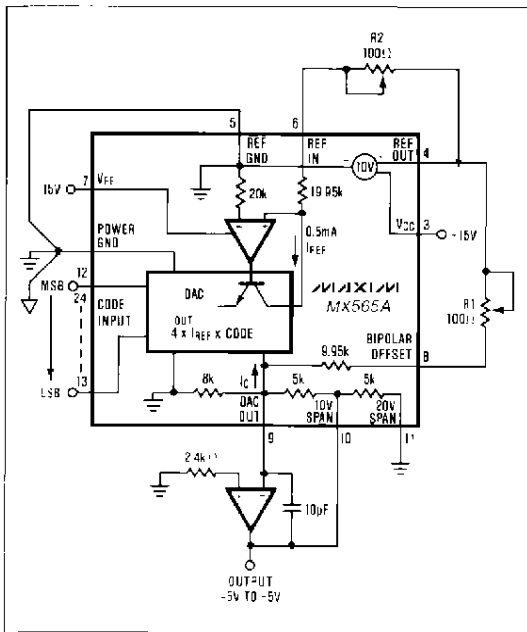 R2
100Ω
5
6
REF
GND
REF
IN
REF
OUT
4
10V
7
VEE
15V
20k
19.95k
VCC
3
-15V
POWER
GND
0.5mA
IREF
MSB
12
24
CODE
INPUT
DAC
OUT
4 x IREF x CODE
MAXIM
MX565A
R1
100Ω
BIPOLAR
OFFSET
8
9.95k
LSB
13
8k
IO
DAC
OUT
5k
10V
SPAN
5k
20V
SPAN
9
10
11
2.4k
10pF
OUTPUT
-5V TO -5V